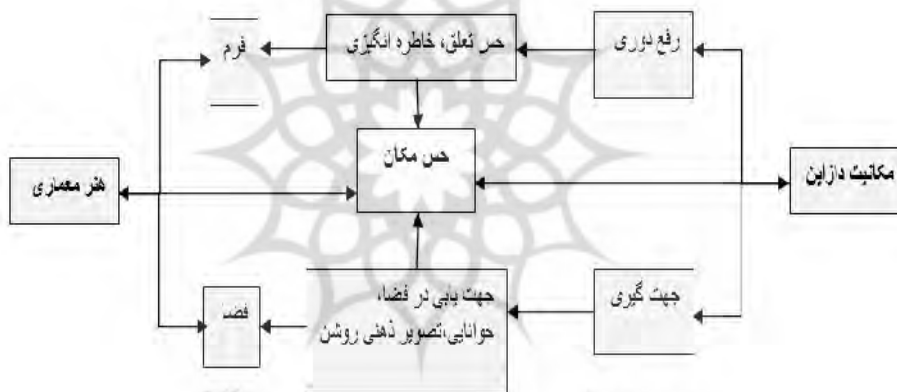 رفع دوری
حس تعلق، خاطره انگیزی
فرم
حس مکان
مکانیت دازاین
هنر معماری
جهت گیری
جهت یابی در فضا،
خوانایی،تصویر ذهنی روشن
فضا